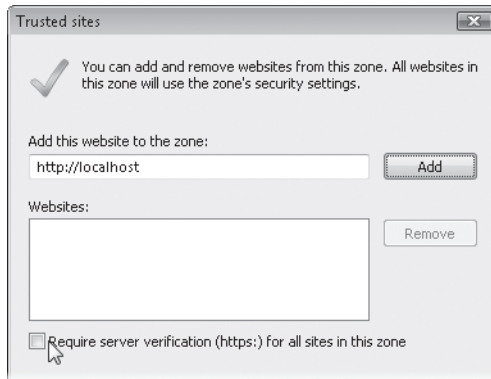 Trusted sites
You can add and remove websites from this zone. All websites in
this zone will use the zone's security settings.
Add this website to the zone:
http://localhost
Add
Websites:
Remove
Require server verification (https:) for all sites in this zone